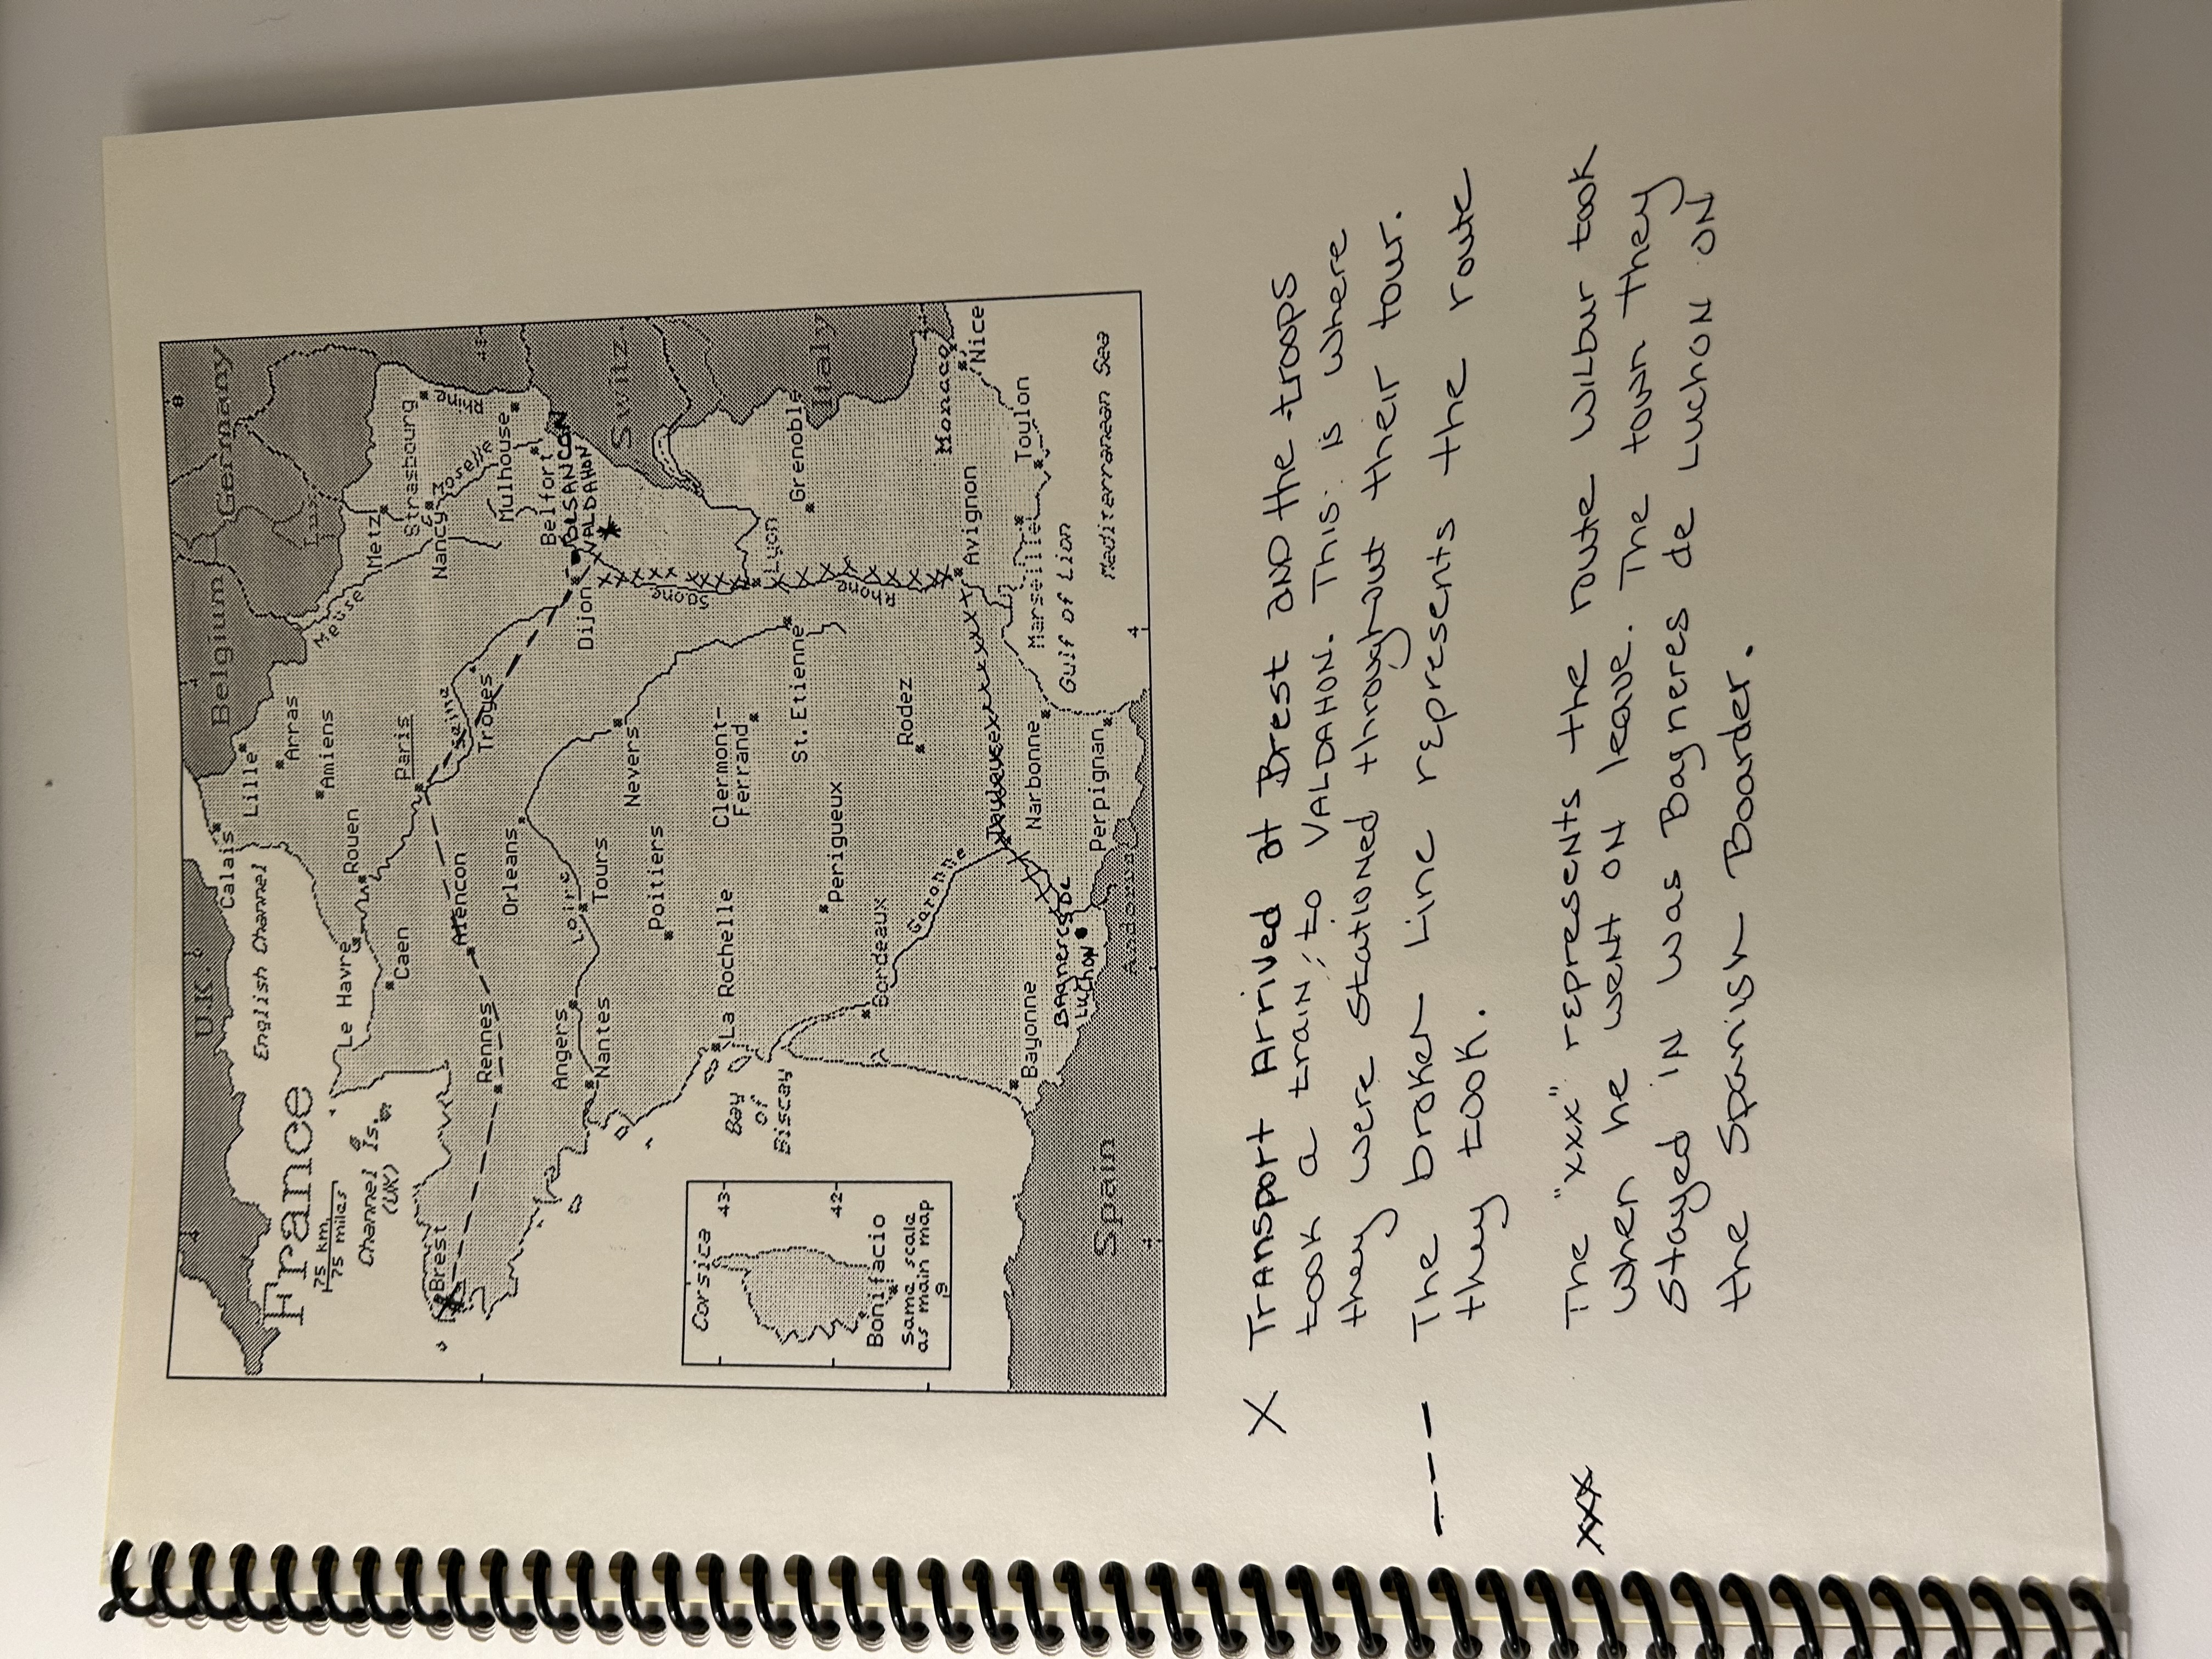 U.K.
Belgium
Germany
Calais
Lille
English Channel
France
Arras
Lux.
75 km.
75 miles
Amiens
Meuse
Le Havre
Rouen
Channel Is.
(UK)
Metz
Caen
Paris
Strasbourg
Brest
Nancy
Moselle
Rhine
Seine
Alencon
Rennes
Troyes
Mulhouse
Orleans
Belfort
BESANCON
Angers
Loire
Dijon
VALDAHON
Nantes
Tours
Switz.
Nevers
Poitiers
Saone
Corsica
43
La Rochelle
Clermont-
Ferrand
Bay
of
Biscay
Lyon
St. Etienne
Grenoble
Italy
42
Perigueux
Rhone
Bonifacio
Bordeaux
Same scale
as main map
9
Rodez
Garonne
Monaco
Avignon
Nice
Toulouse
Bayonne
Narbonne
Marseille
Toulon
BAgneres DE
LUCHON
Gulf of Lion
Spain
Perpignan
Mediterranean Sea
Andorra
4
4
X Transport Arrived at Brest AND the troops
took a train, to VALDAHON. This is where
they were stationed throughout their tour.
--- The broken Line represents the route
they took.
xxx The "xxx" represents the route Wilbur took
when he went ON leave. The town they
stayed IN was Bagneres de LuchoN ON
the Spanish Boarder.